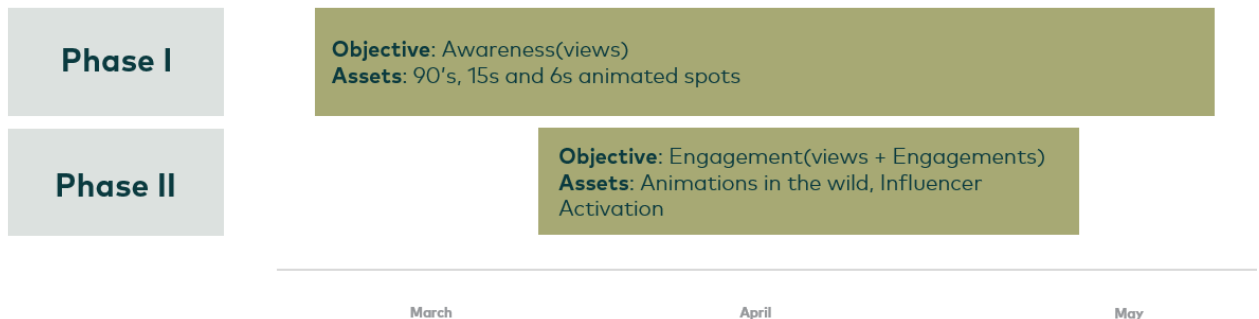 Phase I
Objective: Awareness(views)
Assets: 90's, 15s and 6s animated spots
Phase II
Objective: Engagement(views + Engagements)
Assets: Animations in the wild, Influencer
Activation
March
April
May